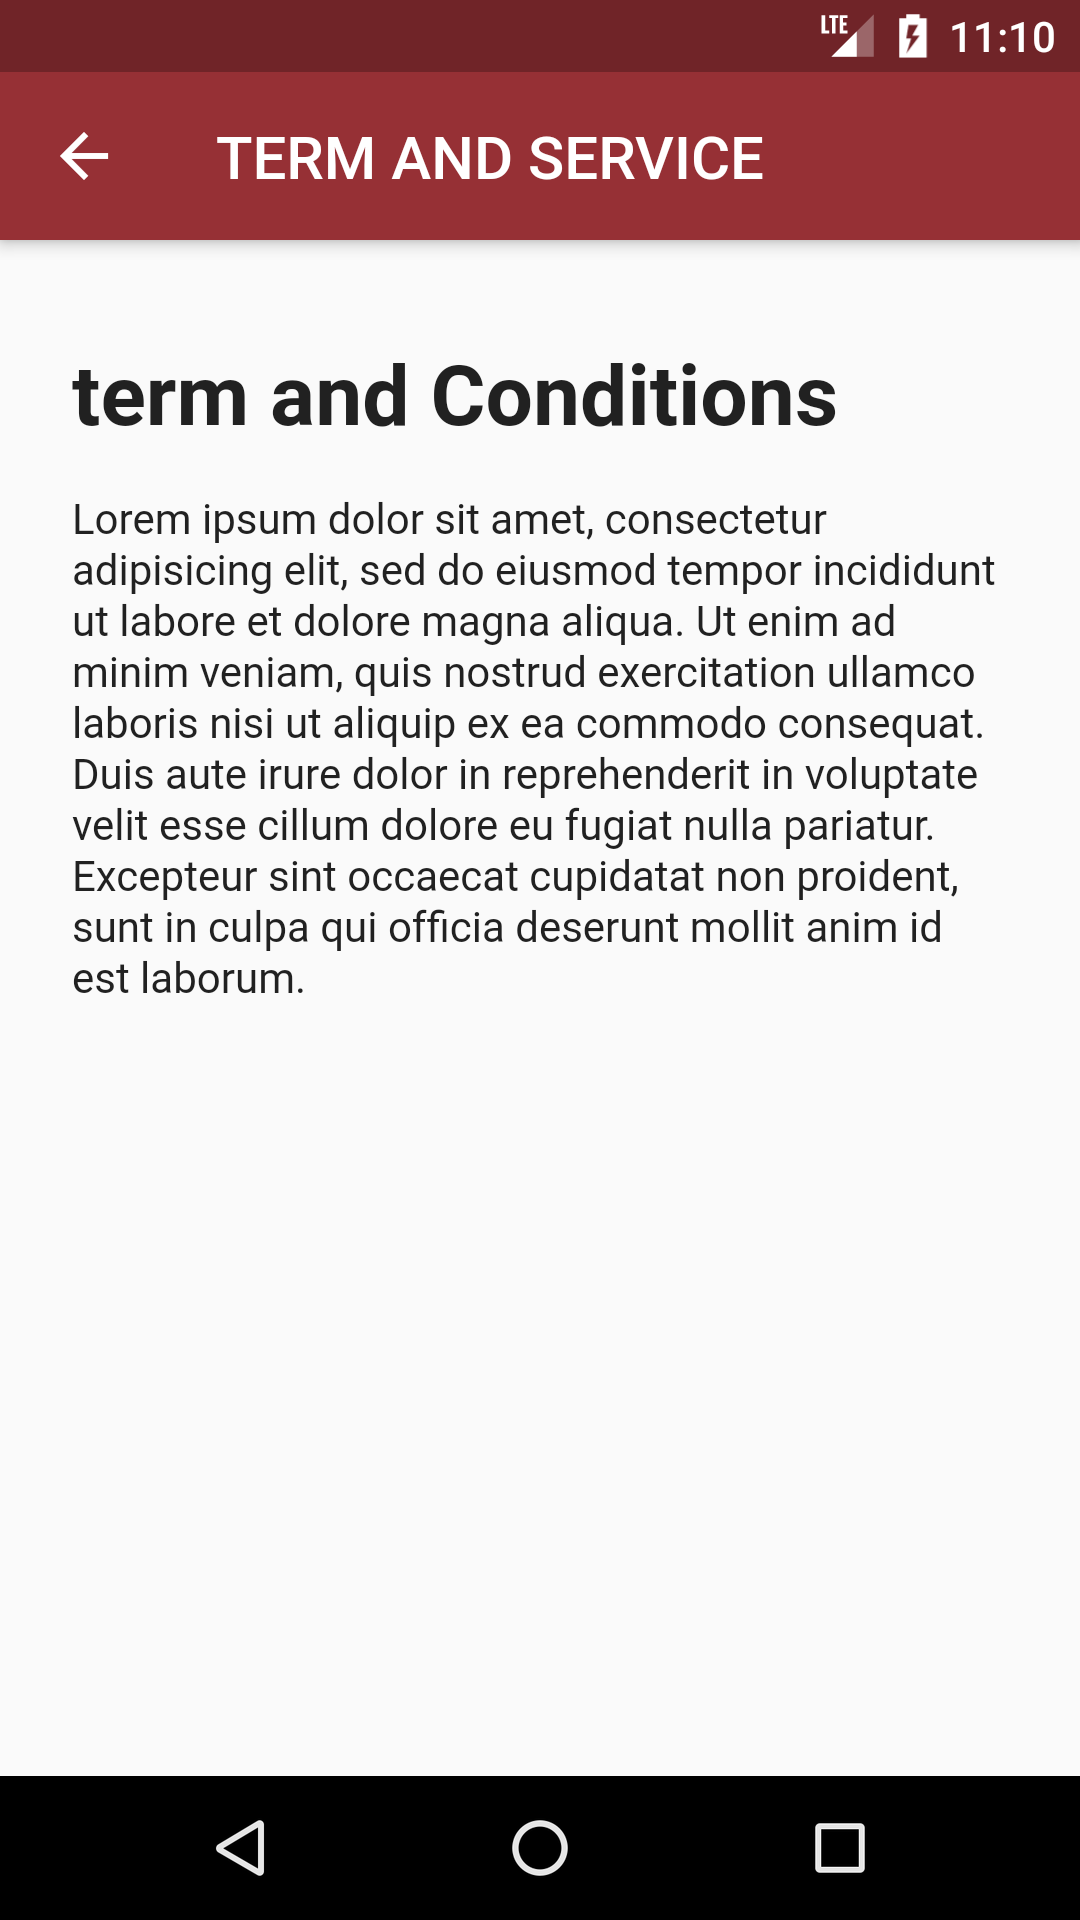 LTE 11:10
TERM AND SERVICE
term and Conditions
Lorem ipsum dolor sit amet, consectetur
adipisicing elit, sed do eiusmod tempor incididunt
ut labore et dolore magna aliqua. Ut enim ad
minim veniam, quis nostrud exercitation ullamco
laboris nisi ut aliquip ex ea commodo consequat.
Duis aute irure dolor in reprehenderit in voluptate
velit esse cillum dolore eu fugiat nulla pariatur.
Excepteur sint occaecat cupidatat non proident,
sunt in culpa qui officia deserunt mollit anim id
est laborum.